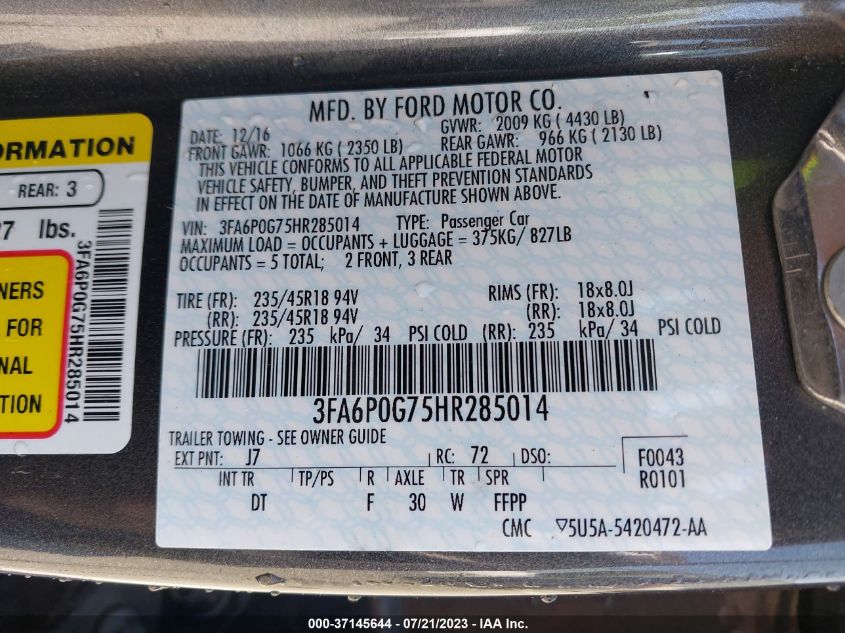 ORMATION
REAR: 3
27 lbs.
3FA6P0G75HR285014
NERS
FOR
NAL
TION
MFD. BY FORD MOTOR CO.
DATE: 12/16 GVWR: 2009 KG ( 4430 LB)
FRONT GAWR: 1066 KG ( 2350 LB) REAR GAWR: 966 KG ( 2130 LB)
THIS VEHICLE CONFORMS TO ALL APPLICABLE FEDERAL MOTOR
VEHICLE SAFETY, BUMPER, AND THEFT PREVENTION STANDARDS
IN EFFECT ON THE DATE OF MANUFACTURE SHOWN ABOVE.
VIN: 3FA6P0G75HR285014 TYPE: Passenger Car
MAXIMUM LOAD = OCCUPANTS + LUGGAGE = 375KG/ 827LB
OCCUPANTS = 5 TOTAL; 2 FRONT, 3 REAR
TIRE (FR): 235/45R18 94V RIMS (FR): 18x8.0J
(RR): 235/45R18 94V (RR): 18x8.0J
PRESSURE (FR): 235 kPa/ 34 PSI COLD (RR): 235 kPa/ 34 PSI COLD
3FA6P0G75HR285014
TRAILER TOWING - SEE OWNER GUIDE
EXT PNT: J7 RC: 72 DSO: F0043
INT TR TP/PS R AXLE TR SPR R0101
DT F 30 W FFPP
CMC ▽5U5A-5420472-AA
000-37145644 / 07/21/2023 - IAA Inc.